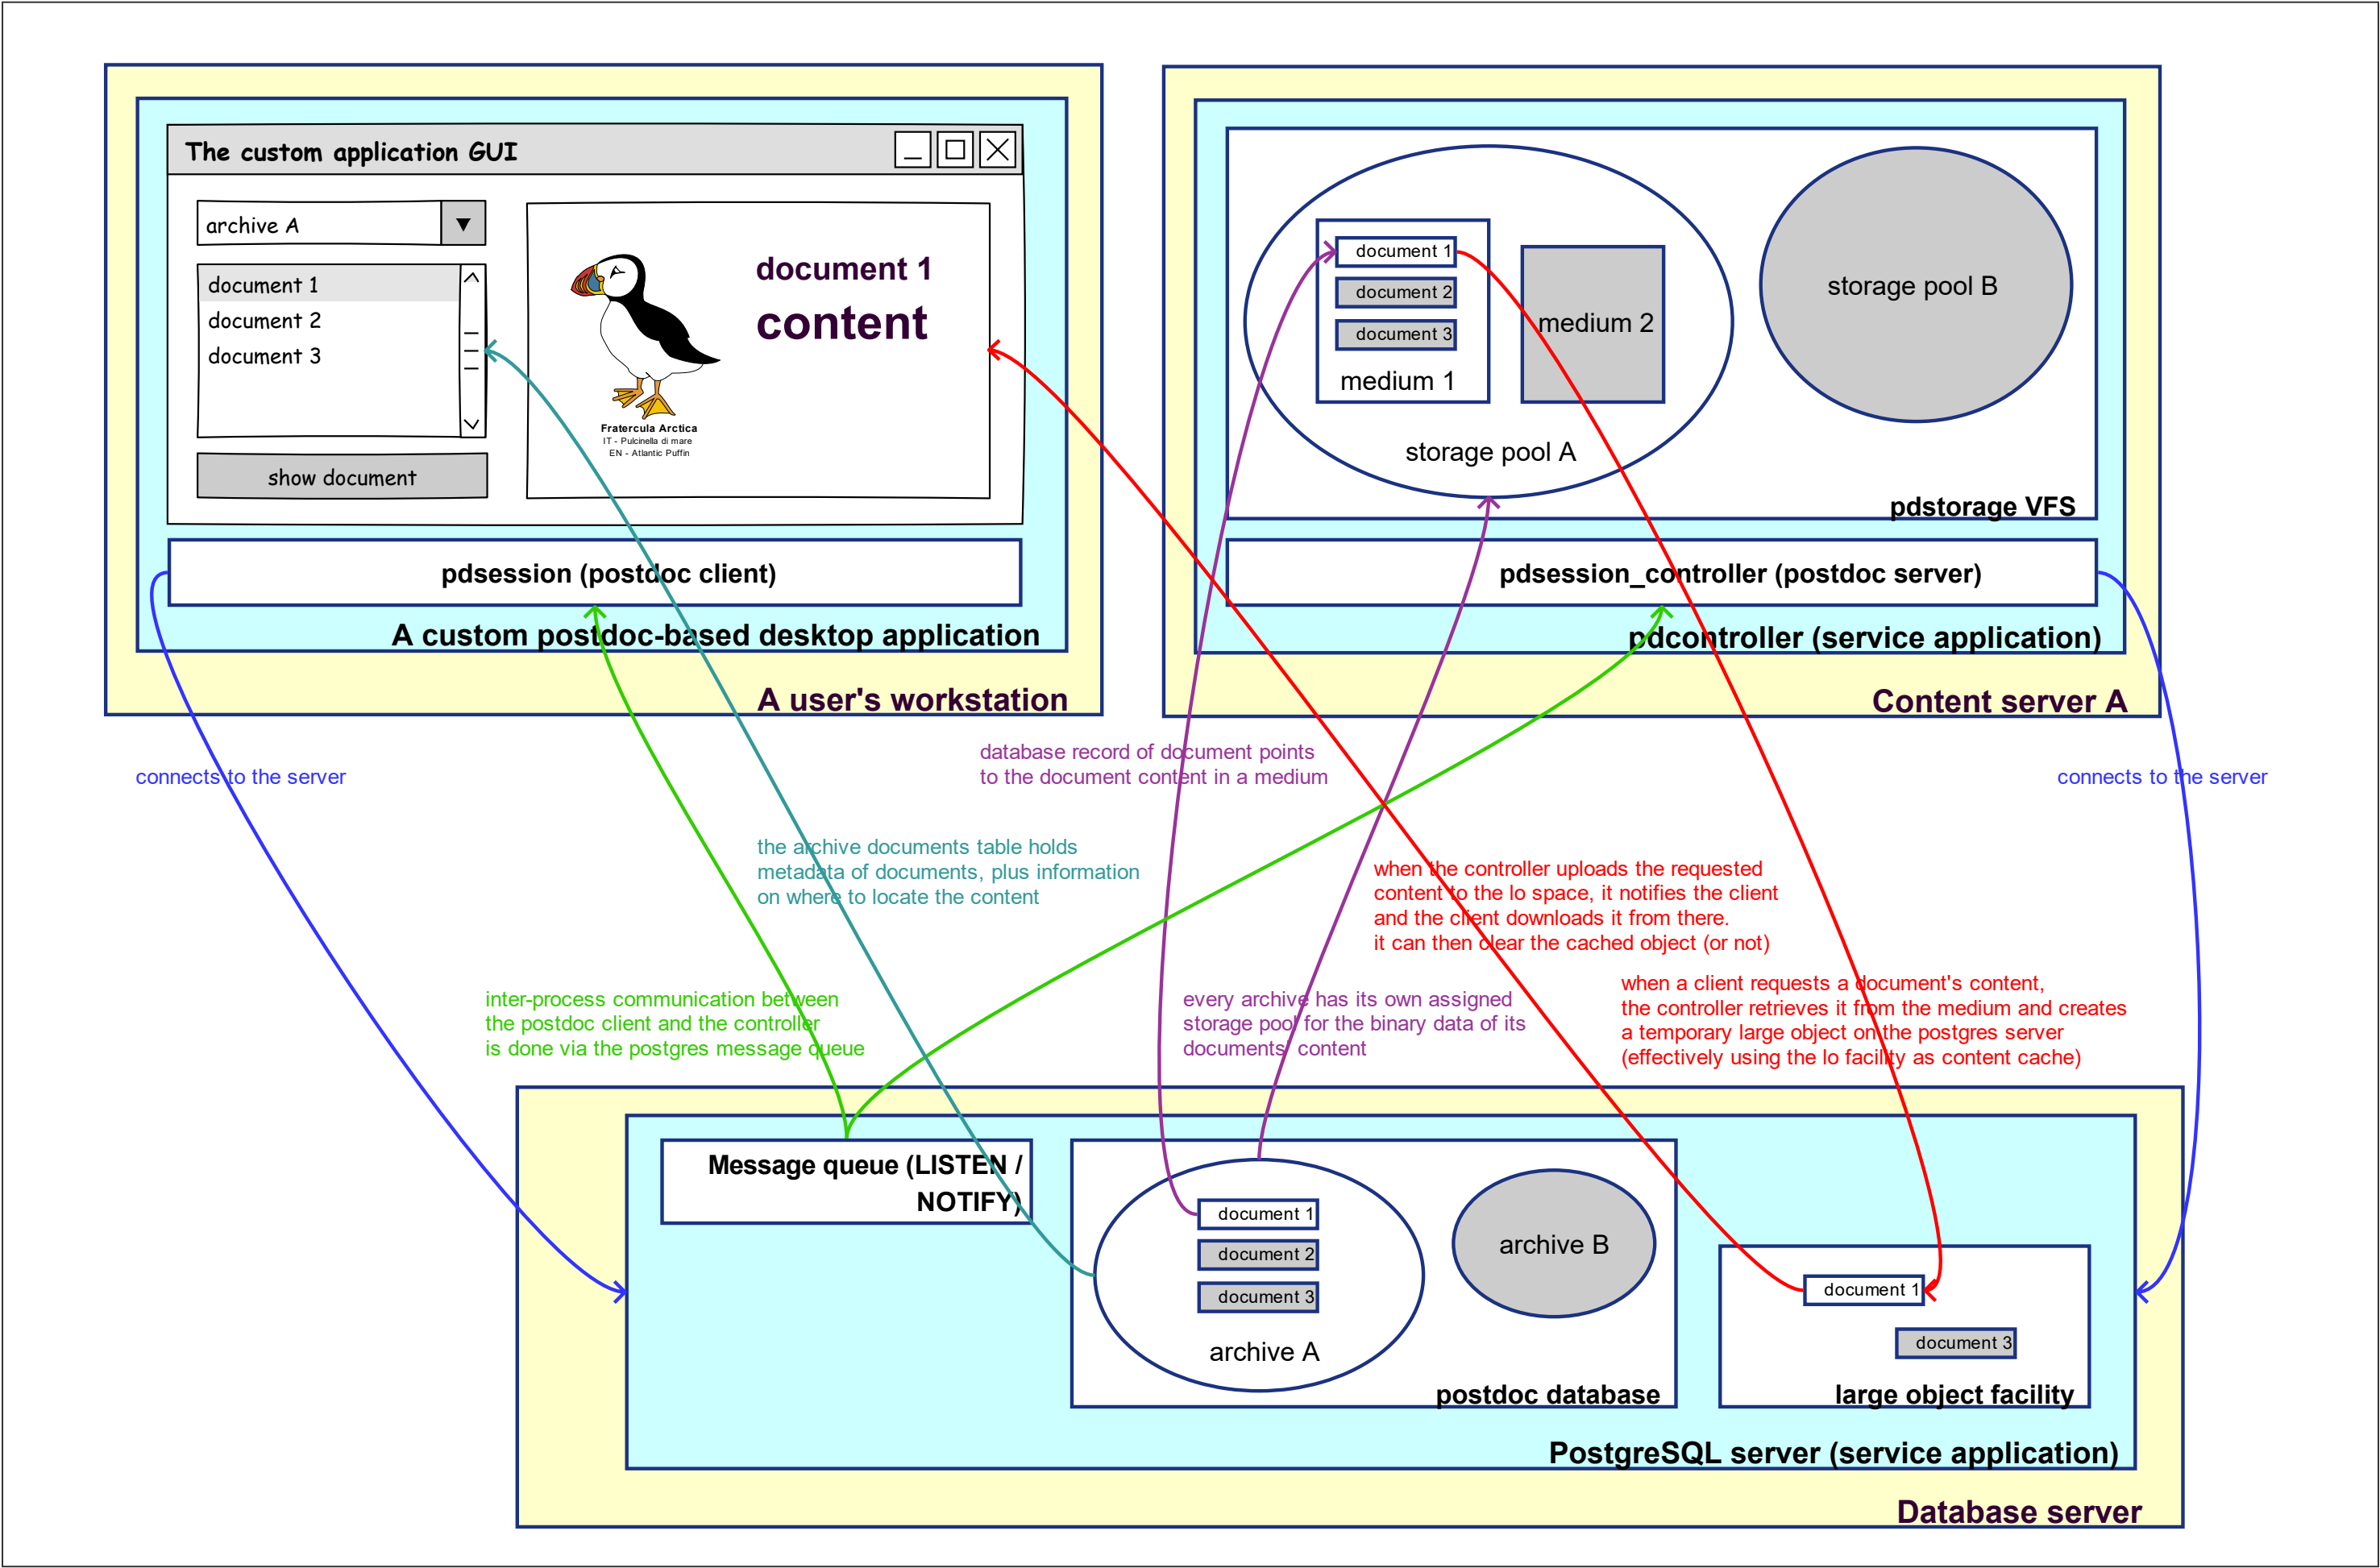 The custom application GUI
archive A
document 1
document 2
document 3
show document
document 1
content
Fratercula Arctica
IT - Pulcinella di mare
EN - Atlantic Puffin
pdsession (postdoc client)
A custom postdoc-based desktop application
A user's workstation
document 1
document 2
document 3
medium 1
medium 2
storage pool A
storage pool B
pdstorage VFS
pdsession_controller (postdoc server)
pdcontroller (service application)
Content server A
connects to the server
database record of document points
to the document content in a medium
connects to the server
the archive documents table holds
metadata of documents, plus information
on where to locate the content
when the controller uploads the requested
content to the lo space, it notifies the client
and the client downloads it from there.
it can then clear the cached object (or not)
inter-process communication between
the postdoc client and the controller
is done via the postgres message queue
every archive has its own assigned
storage pool for the binary data of its
documents' content
when a client requests a document's content,
the controller retrieves it from the medium and creates
a temporary large object on the postgres server
(effectively using the lo facility as content cache)
Message queue (LISTEN /
NOTIFY)
document 1
document 2
document 3
archive A
archive B
postdoc database
document 1
document 3
large object facility
PostgreSQL server (service application)
Database server